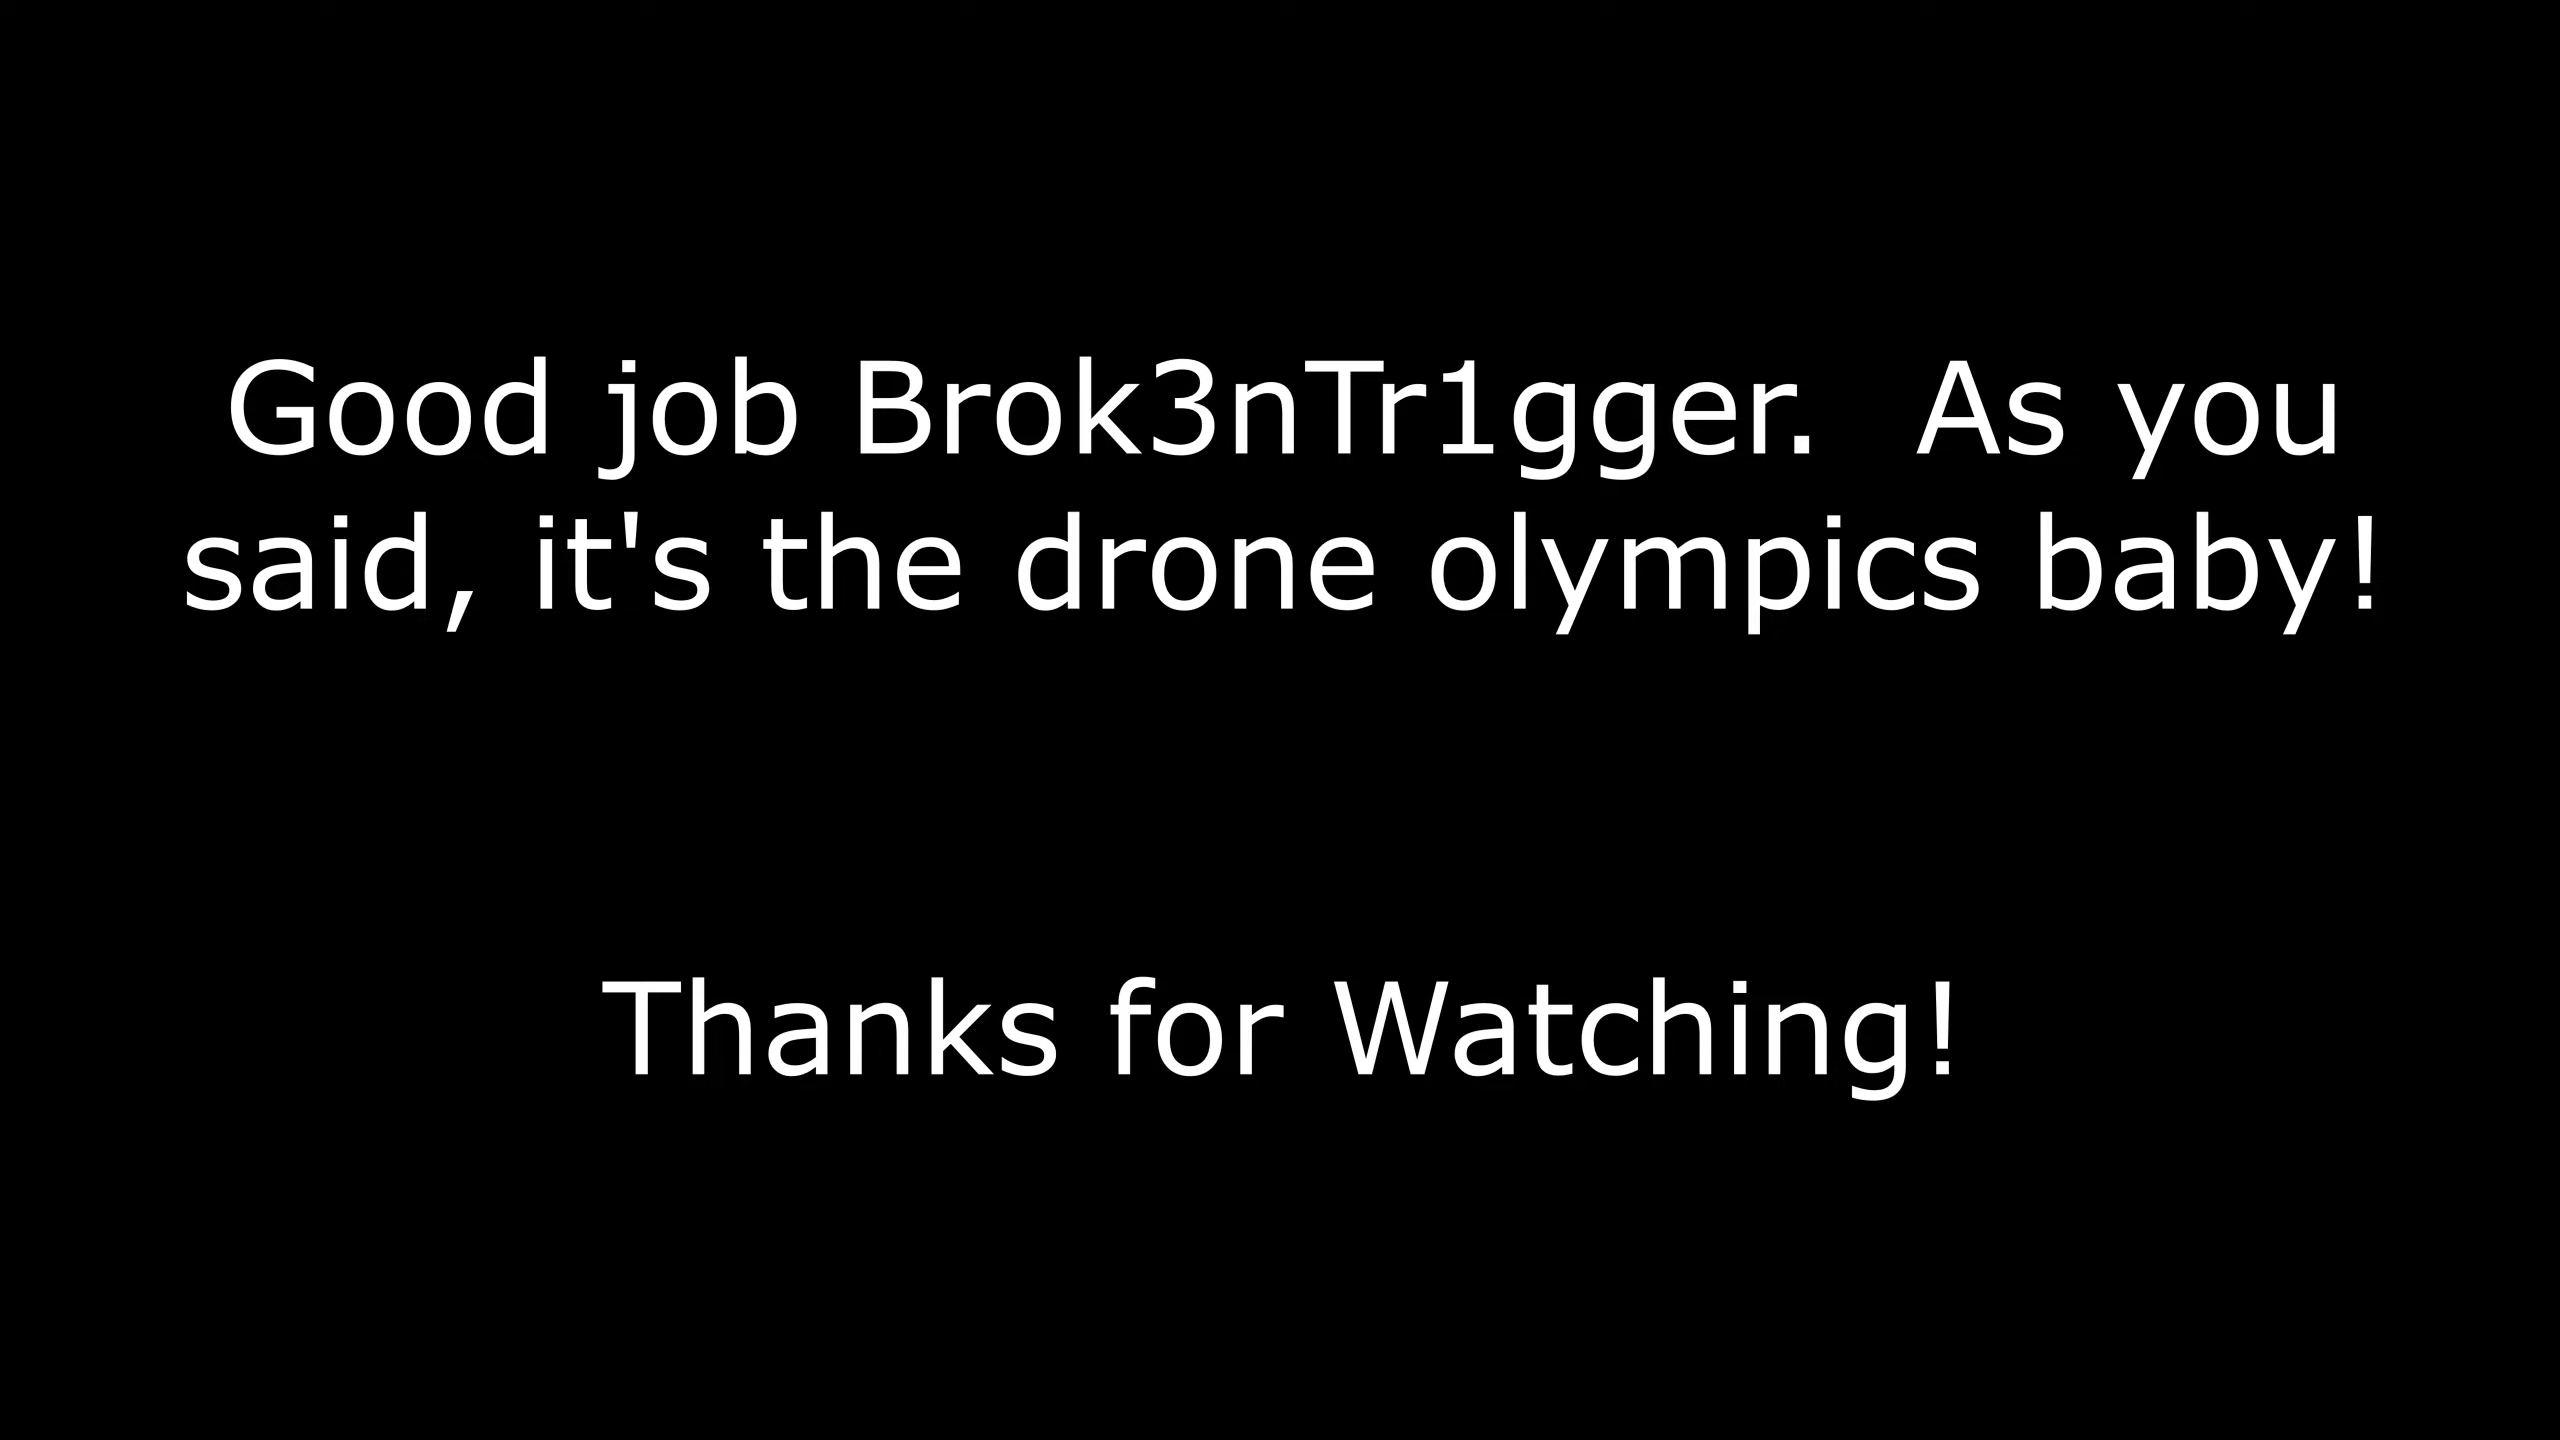 Good job Brok3nTr1gger.  As you
said, it's the drone olympics baby!
Thanks for Watching!